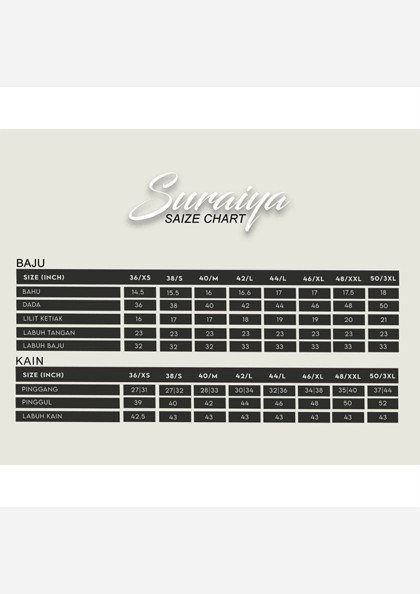 Suraiya
SAIZE CHART
BAJU
SIZE (INCH) 36/XS 38/S 40/M 42/L 44/L 46/XL 48/XXL 50/3XL
BAHU 14.5 15.5 16 16.6 17 17 17.5 18
DADA 36 38 40 42 44 46 48 50
LILIT KETIAK 16 17 17 18 19 19 20 21
LABUH TANGAN 23 23 23 23 23 23 23 23
LABUH BAJU 32 32 32 33 33 33 33 33
KAIN
SIZE (INCH) 36/XS 38/S 40/M 42/L 44/L 46/XL 48/XXL 50/3XL
PINGGANG 27|31 27|32 28|33 30|34 32|36 34|38 35|40 37|44
PINGGUL 39 40 42 44 46 48 50 52
LABUH KAIN 42.5 43 43 43 43 43 43 43